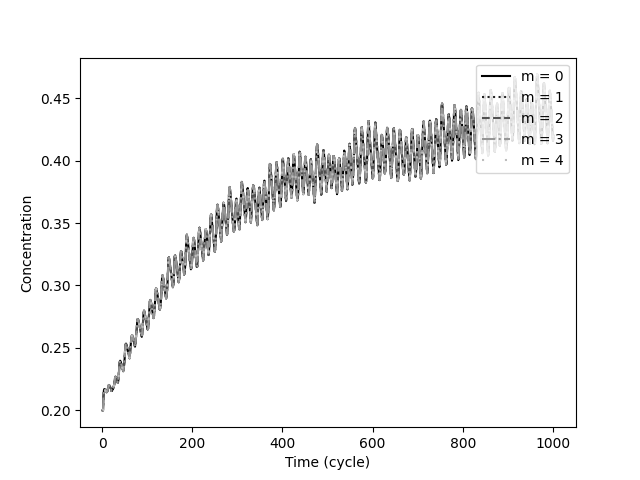 m = 0
m = 1
m = 2
m = 3
m = 4
0.45
0.40
0.35
0.30
0.25
0.20
Concentration
0 200 400 600 800 1000
Time (cycle)